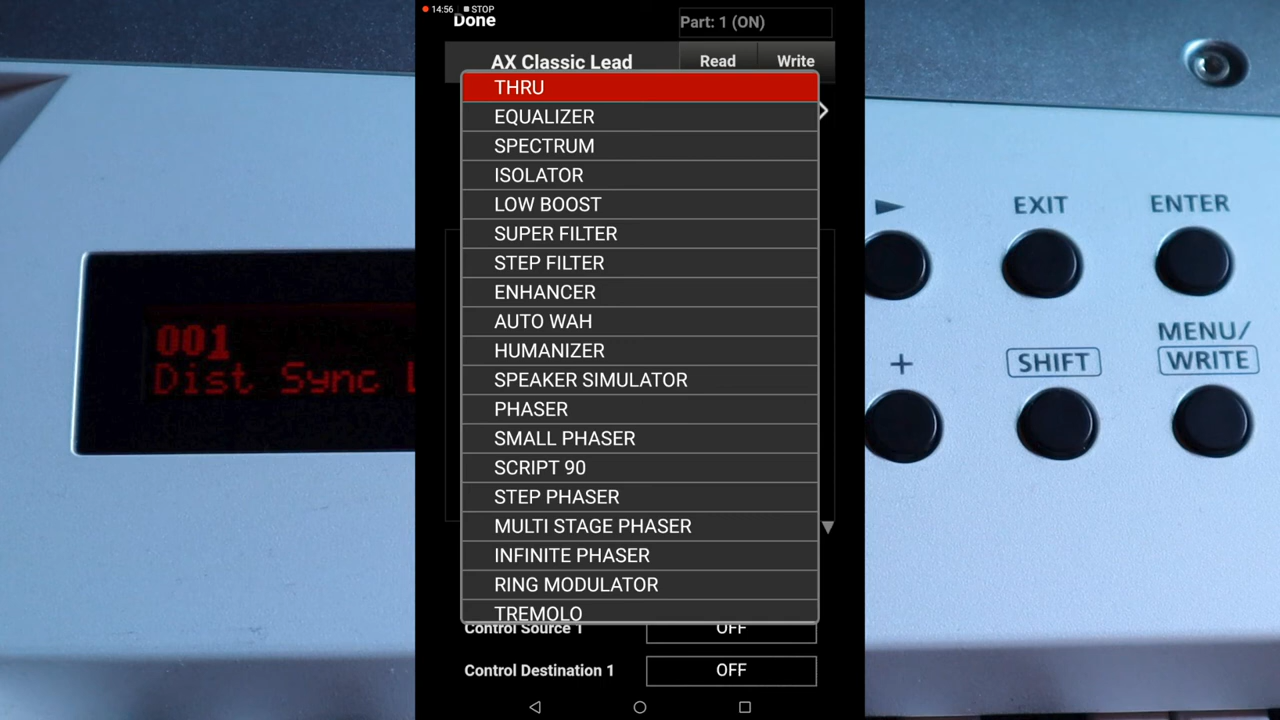 14:56 STOP
Done
Part: 1 (ON)
AX Classic Lead
Read
Write
THRU
EQUALIZER
SPECTRUM
ISOLATOR
LOW BOOST
SUPER FILTER
STEP FILTER
ENHANCER
AUTO WAH
HUMANIZER
SPEAKER SIMULATOR
PHASER
SMALL PHASER
SCRIPT 90
STEP PHASER
MULTI STAGE PHASER
INFINITE PHASER
RING MODULATOR
TREMOLO
Control Source 1
OFF
Control Destination 1
OFF
001
Dist Sync
EXIT
ENTER
+
SHIFT
MENU/
WRITE